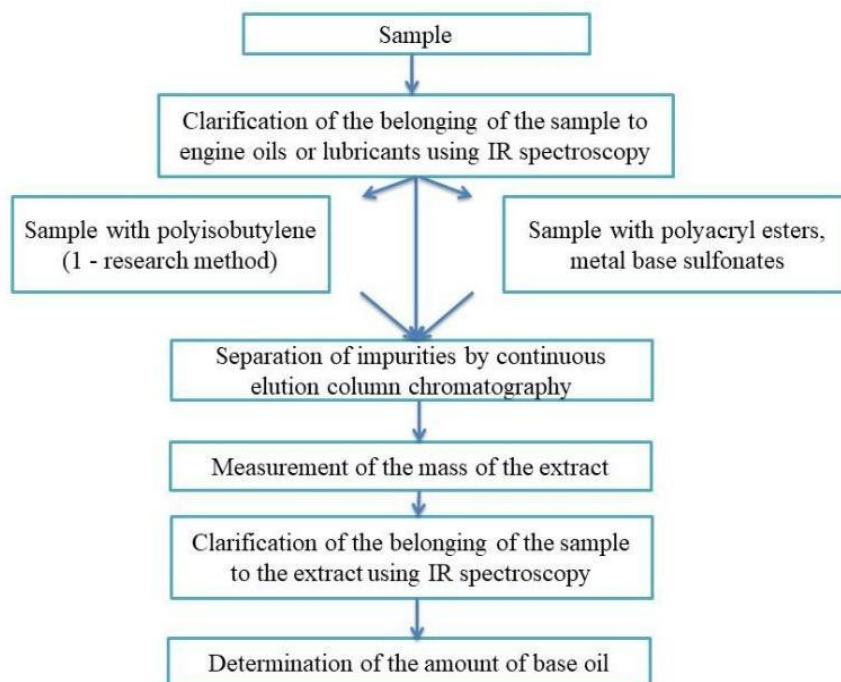 Sample
Clarification of the belonging of the sample to
engine oils or lubricants using IR spectroscopy
Sample with polyisobutylene
(1 - research method)
Sample with polyacryl esters,
metal base sulfonates
Separation of impurities by continuous
elution column chromatography
Measurement of the mass of the extract
Clarification of the belonging of the sample
to the extract using IR spectroscopy
Determination of the amount of base oil